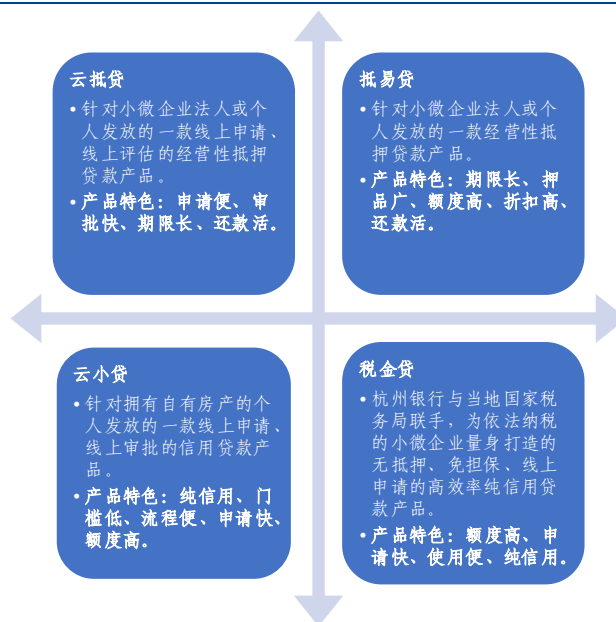 云抵贷
•针对小微企业法人或个
人发放的一款线上申请、
线上评估的经营性抵押
贷款产品。
•产品特色：申请便、审
批快、期限长、还款活。
抵易贷
•针对小微企业法人或个
人发放的一款经营性抵
押贷款产品。
•产品特色：期限长、押
品广、额度高、折扣高、
还款活。
云小贷
•针对拥有自有房产的个
人发放的一款线上申请、
线上审批的信用贷款产
品。
•产品特色：纯信用、门
槛低、流程便、申请快、
额度高。
税金贷
•杭州银行与当地国家税
务局联手，为依法纳税
的小微企业量身打造的
无抵押、免担保、线上
申请的高效率纯信用贷
款产品。
•产品特色：额度高、申
请快、使用便、纯信用。